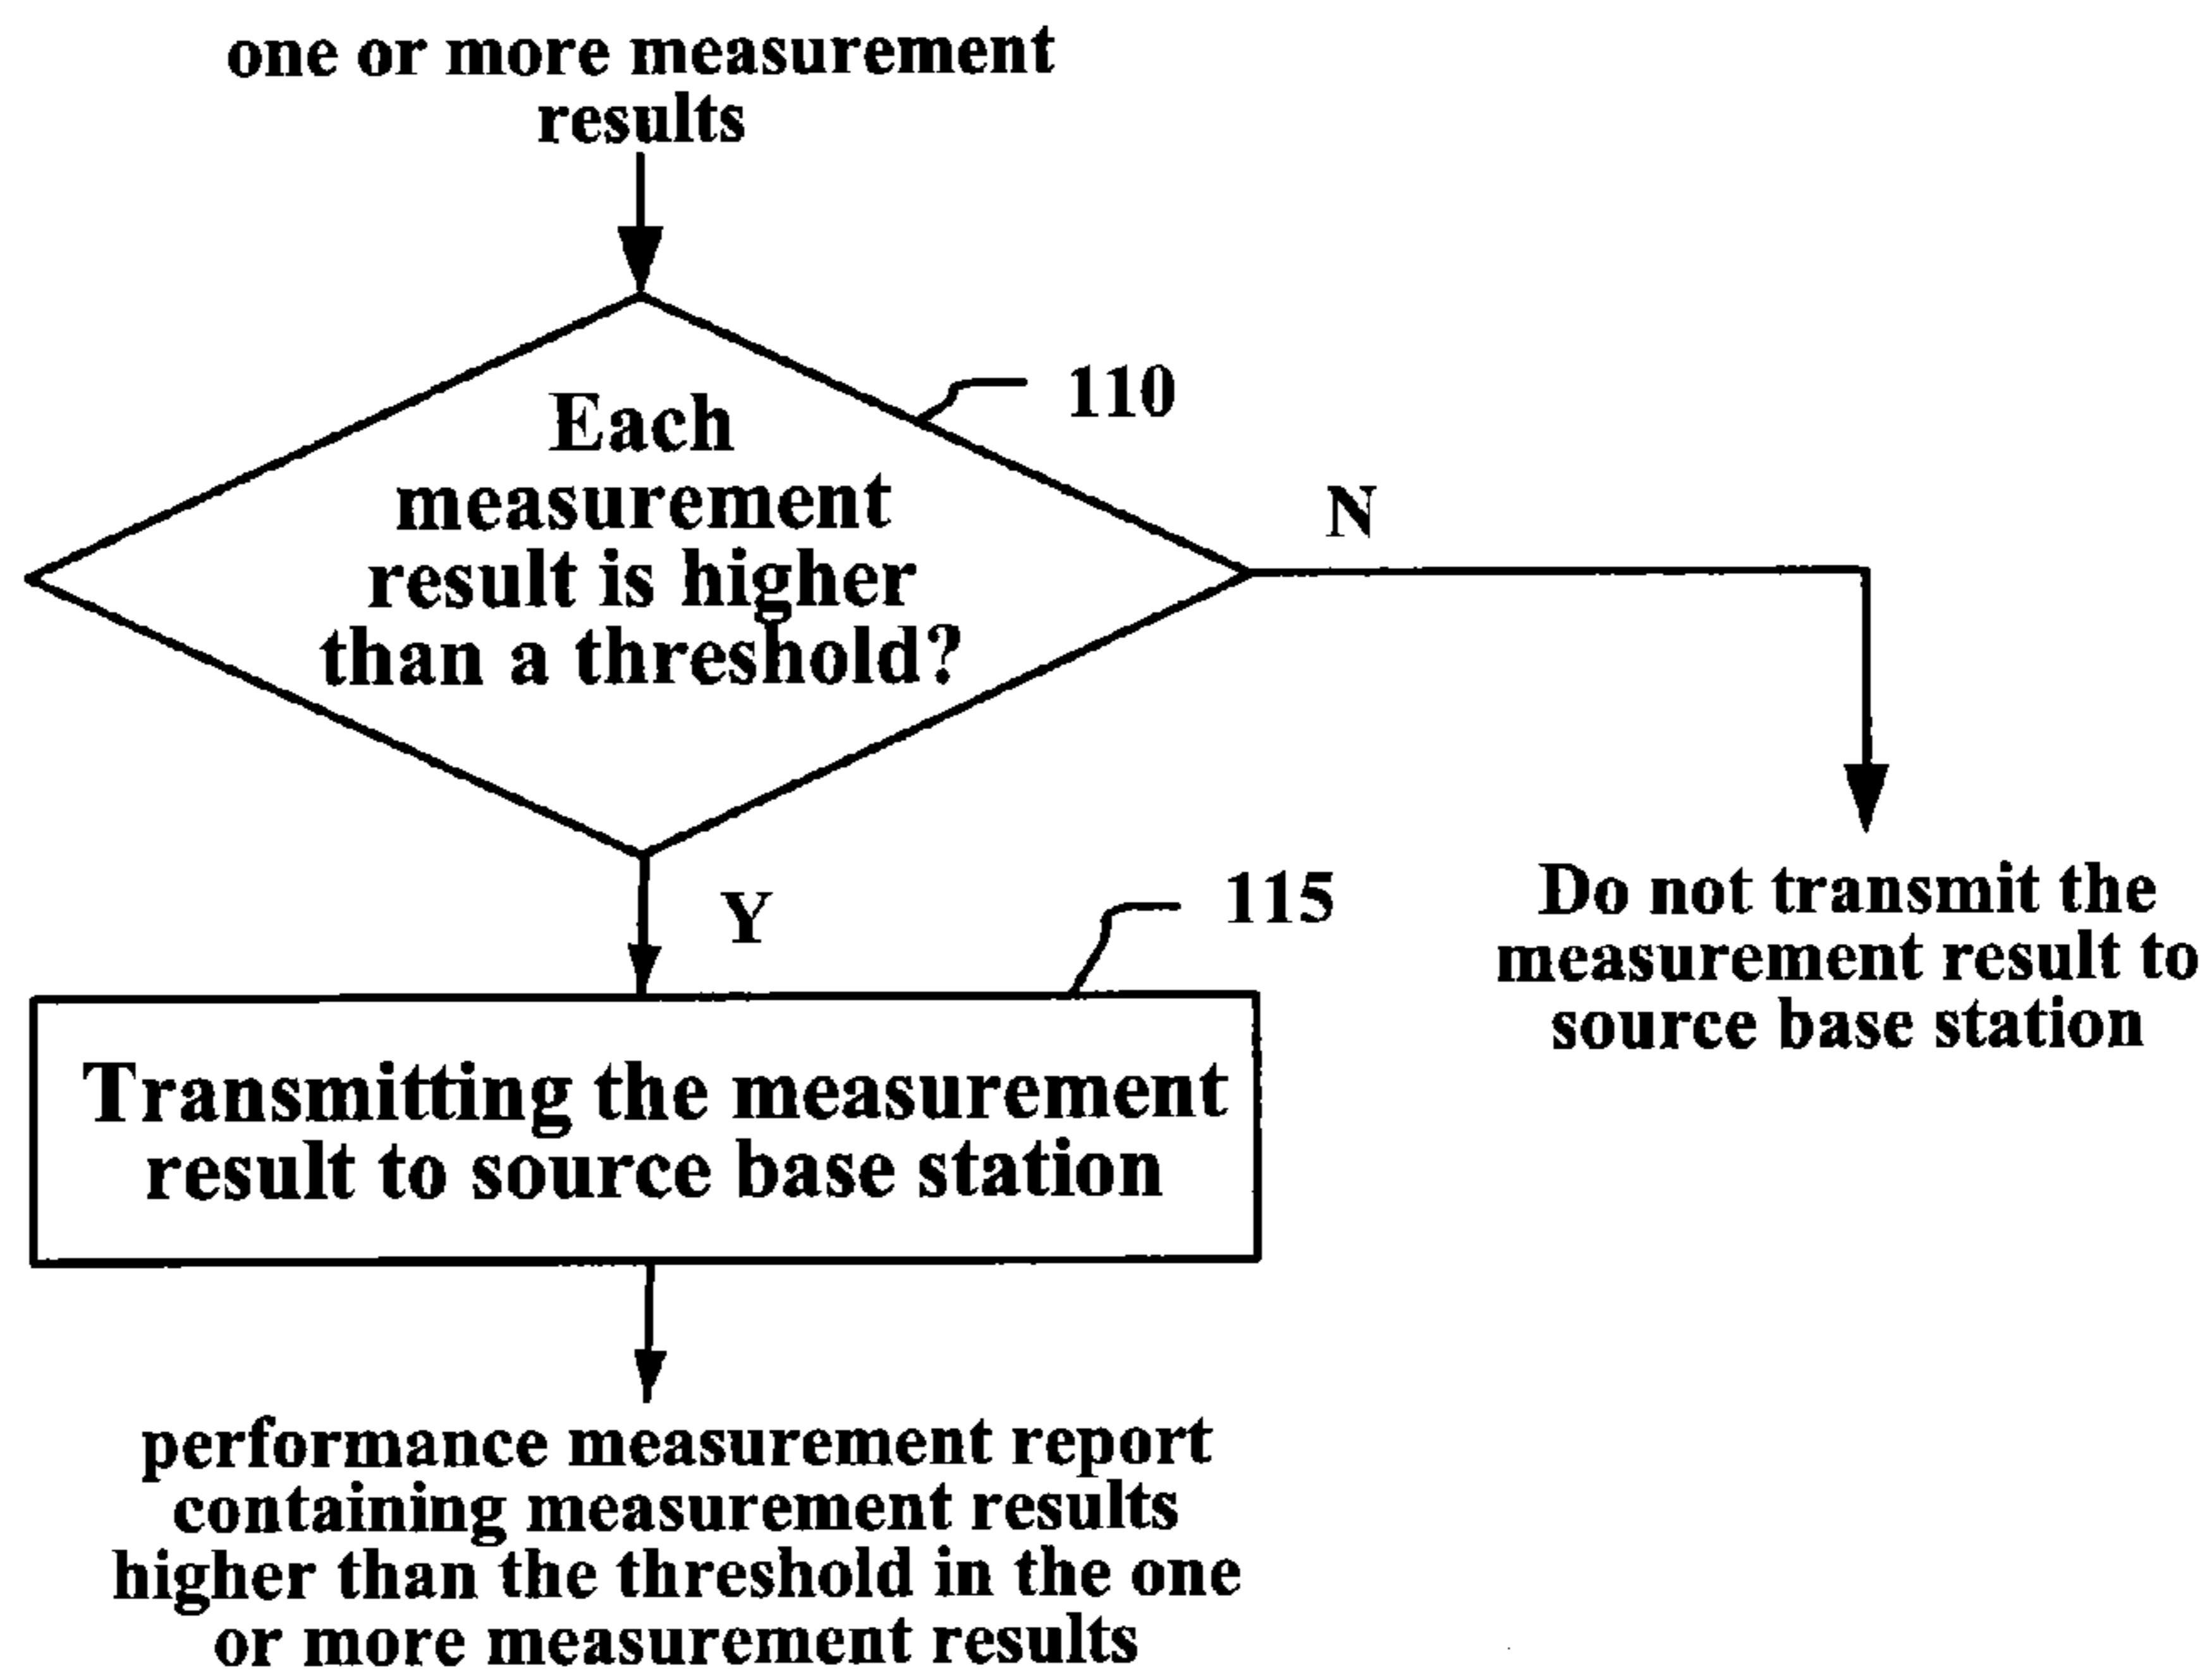 one or more measurement
results
110
Each
measurement
result is higher
than a threshold?
N
Y
115
Do not transmit the
measurement result to
source base station
Transmitting the measurement
result to source base station
performance measurement report
containing measurement results
higher than the threshold in the one
or more measurement results